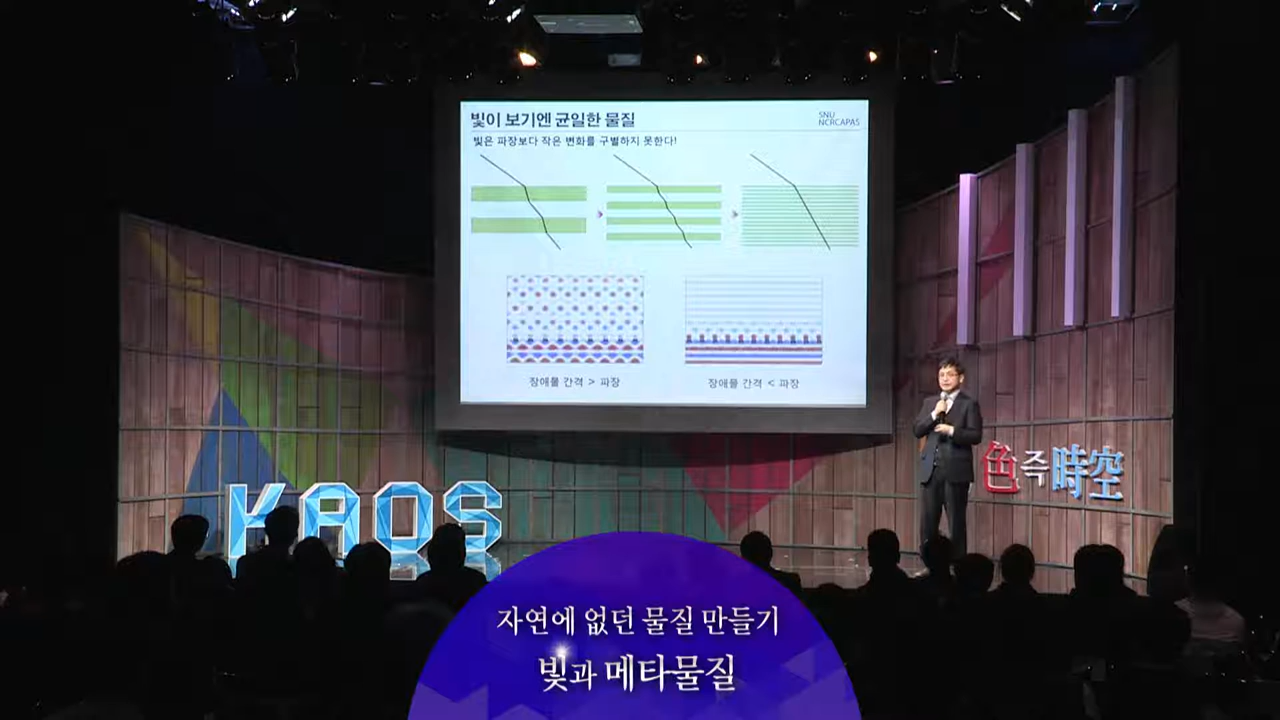 빛이 보기엔 균일한 물질
SNU
NCRCAPAS
빛은 파장보다 작은 변화를 구별하지 못한다!
장애물 간격 > 파장
장애물 간격 < 파장
色즉時空
KAOS
자연에 없던 물질 만들기
빛과 메타물질